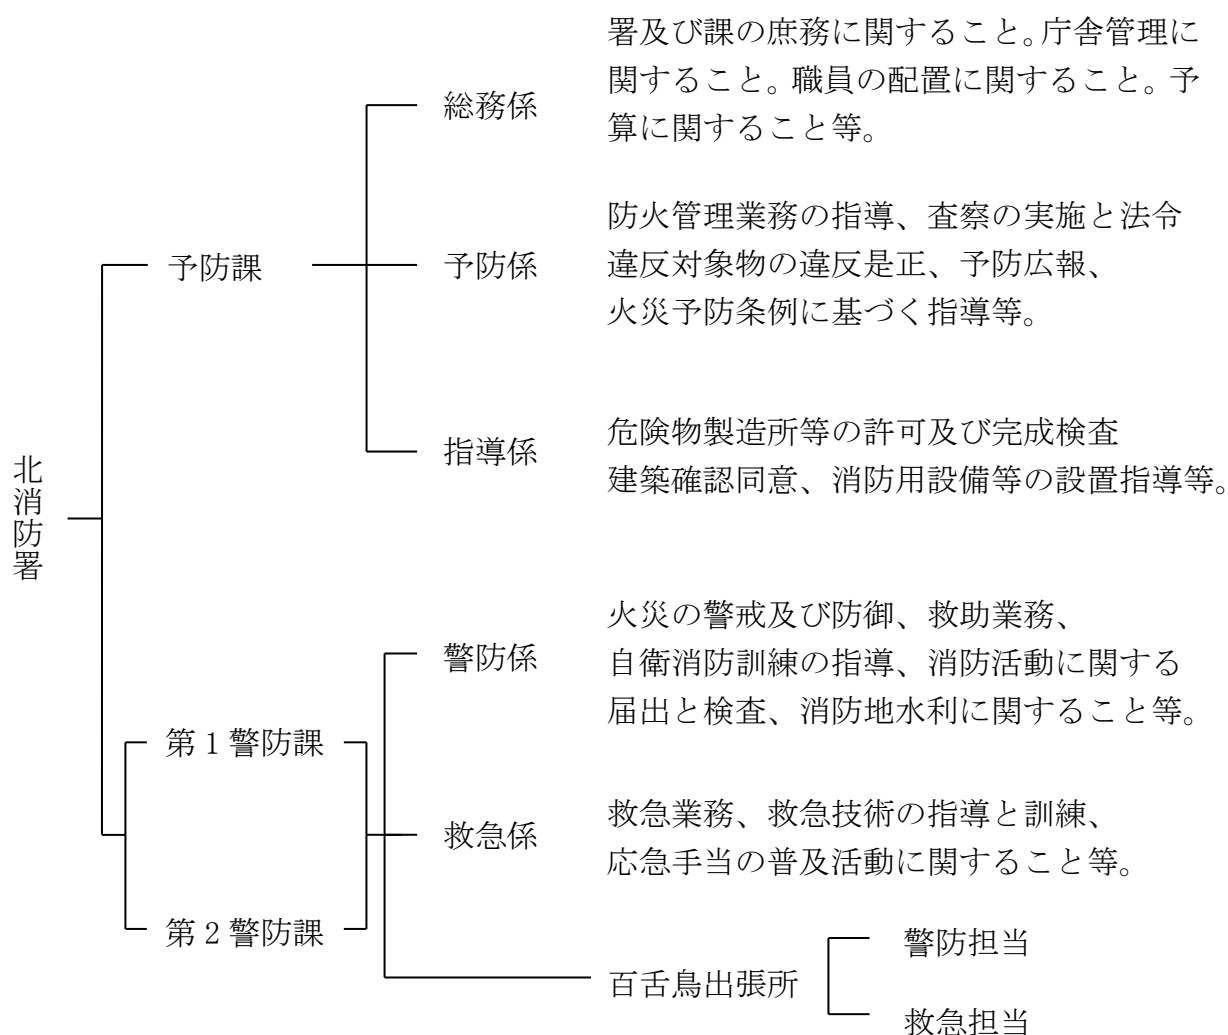 署及び課の庶務に関すること。庁舎管理に
関すること。職員の配置に関すること。予
算に関すること等。
総務係
防火管理業務の指導、査察の実施と法令
違反対象物の違反是正、予防広報、
火災予防条例に基づく指導等。
予防課
予防係
危険物製造所等の許可及び完成検査
建築確認同意、消防用設備等の設置指導等。
指導係
北消防署
火災の警戒及び防御、救助業務、
自衛消防訓練の指導、消防活動に関する
届出と検査、消防地水利に関すること等。
警防係
第1警防課
救急業務、救急技術の指導と訓練、
応急手当の普及活動に関すること等。
救急係
第2警防課
警防担当
百舌鳥出張所
救急担当